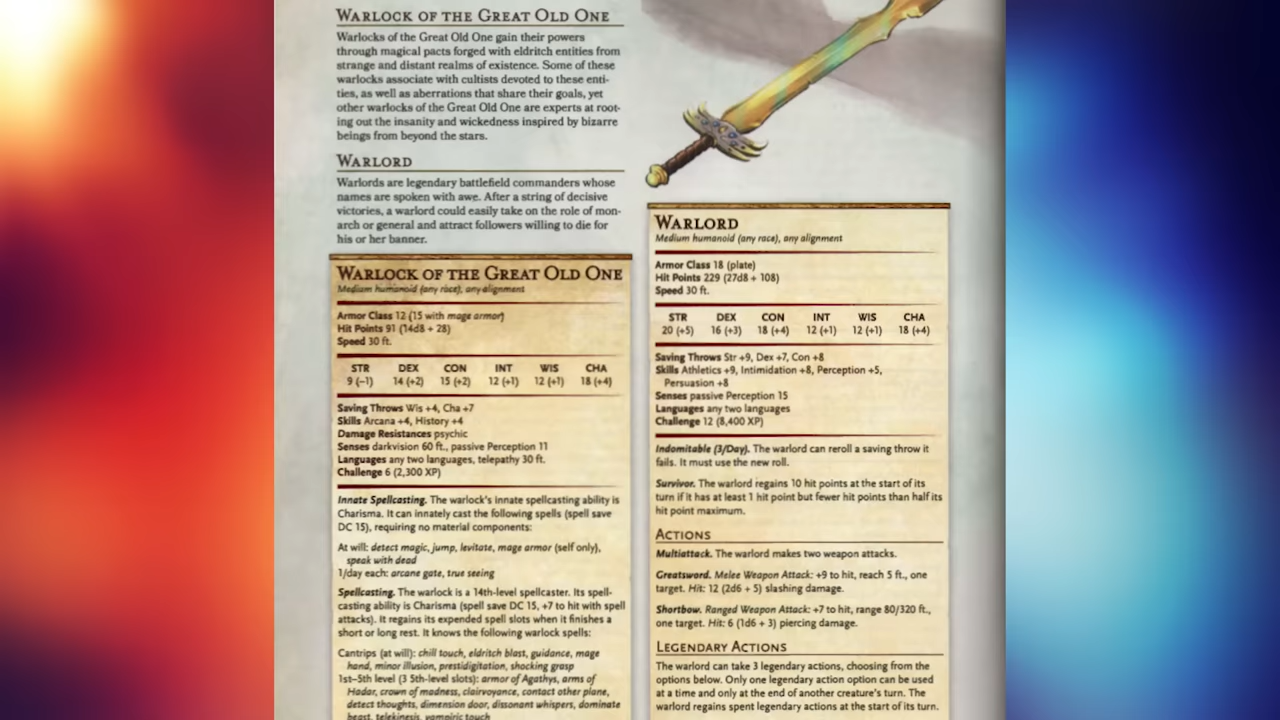 WARLOCK OF THE GREAT OLD ONE
Warlocks of the Great Old One gain their powers
through magical pacts forged with eldritch entities from
strange and distant realms of existence. Some of these
warlocks associate with cultists devoted to these enti-
ties, as well as aberrations that share their goals, yet
other warlocks of the Great Old One are experts at root-
ing out the insanity and wickedness inspired by bizarre
beings from beyond the stars.
WARLORD
Warlords are legendary battlefield commanders whose
names are spoken with awe. After a string of decisive
victories, a warlord could easily take on the role of mon-
arch or general and attract followers willing to die for
his or her banner.
WARLOCK OF THE GREAT OLD ONE
Medium humanoid (any race), any alignment
Armor Class 12 (15 with mage armor)
Hit Points 91 (14d8 + 28)
Speed 30 ft.
STR DEX CON INT WIS CHA
9 (−1) 14 (+2) 15 (+2) 12 (+1) 12 (+1) 18 (+4)
Saving Throws Wis +4, Cha +7
Skills Arcana +4, History +4
Damage Resistances psychic
Senses darkvision 60 ft., passive Perception 11
Languages any two languages, telepathy 30 ft.
Challenge 6 (2,300 XP)
Innate Spellcasting. The warlock's innate spellcasting ability is
Charisma. It can innately cast the following spells (spell save
DC 15), requiring no material components:
At will: detect magic, jump, levitate, mage armor (self only),
speak with dead
1/day each: arcane gate, true seeing
Spellcasting. The warlock is a 14th-level spellcaster. Its spell-
casting ability is Charisma (spell save DC 15, +7 to hit with spell
attacks). It regains its expended spell slots when it finishes a
short or long rest. It knows the following warlock spells:
Cantrips (at will): chill touch, eldritch blast, guidance, mage
hand, minor illusion, prestidigitation, shocking grasp
1st–5th level (3 5th-level slots): armor of Agathys, arms of
Hadar, crown of madness, clairvoyance, contact other plane,
detect thoughts, dimension door, dissonant whispers, dominate
beast, telekinesis, vampiric touch
WARLORD
Medium humanoid (any race), any alignment
Armor Class 18 (plate)
Hit Points 229 (27d8 + 108)
Speed 30 ft.
STR DEX CON INT WIS CHA
20 (+5) 16 (+3) 18 (+4) 12 (+1) 12 (+1) 18 (+4)
Saving Throws Str +9, Dex +7, Con +8
Skills Athletics +9, Intimidation +8, Perception +5,
Persuasion +8
Senses passive Perception 15
Languages any two languages
Challenge 12 (8,400 XP)
Indomitable (3/Day). The warlord can reroll a saving throw it
fails. It must use the new roll.
Survivor. The warlord regains 10 hit points at the start of its
turn if it has at least 1 hit point but fewer hit points than half its
hit point maximum.
ACTIONS
Multiattack. The warlord makes two weapon attacks.
Greatsword. Melee Weapon Attack: +9 to hit, reach 5 ft., one
target. Hit: 12 (2d6 + 5) slashing damage.
Shortbow. Ranged Weapon Attack: +7 to hit, range 80/320 ft.,
one target. Hit: 6 (1d6 + 3) piercing damage.
LEGENDARY ACTIONS
The warlord can take 3 legendary actions, choosing from the
options below. Only one legendary action option can be used
at a time and only at the end of another creature's turn. The
warlord regains spent legendary actions at the start of its turn.